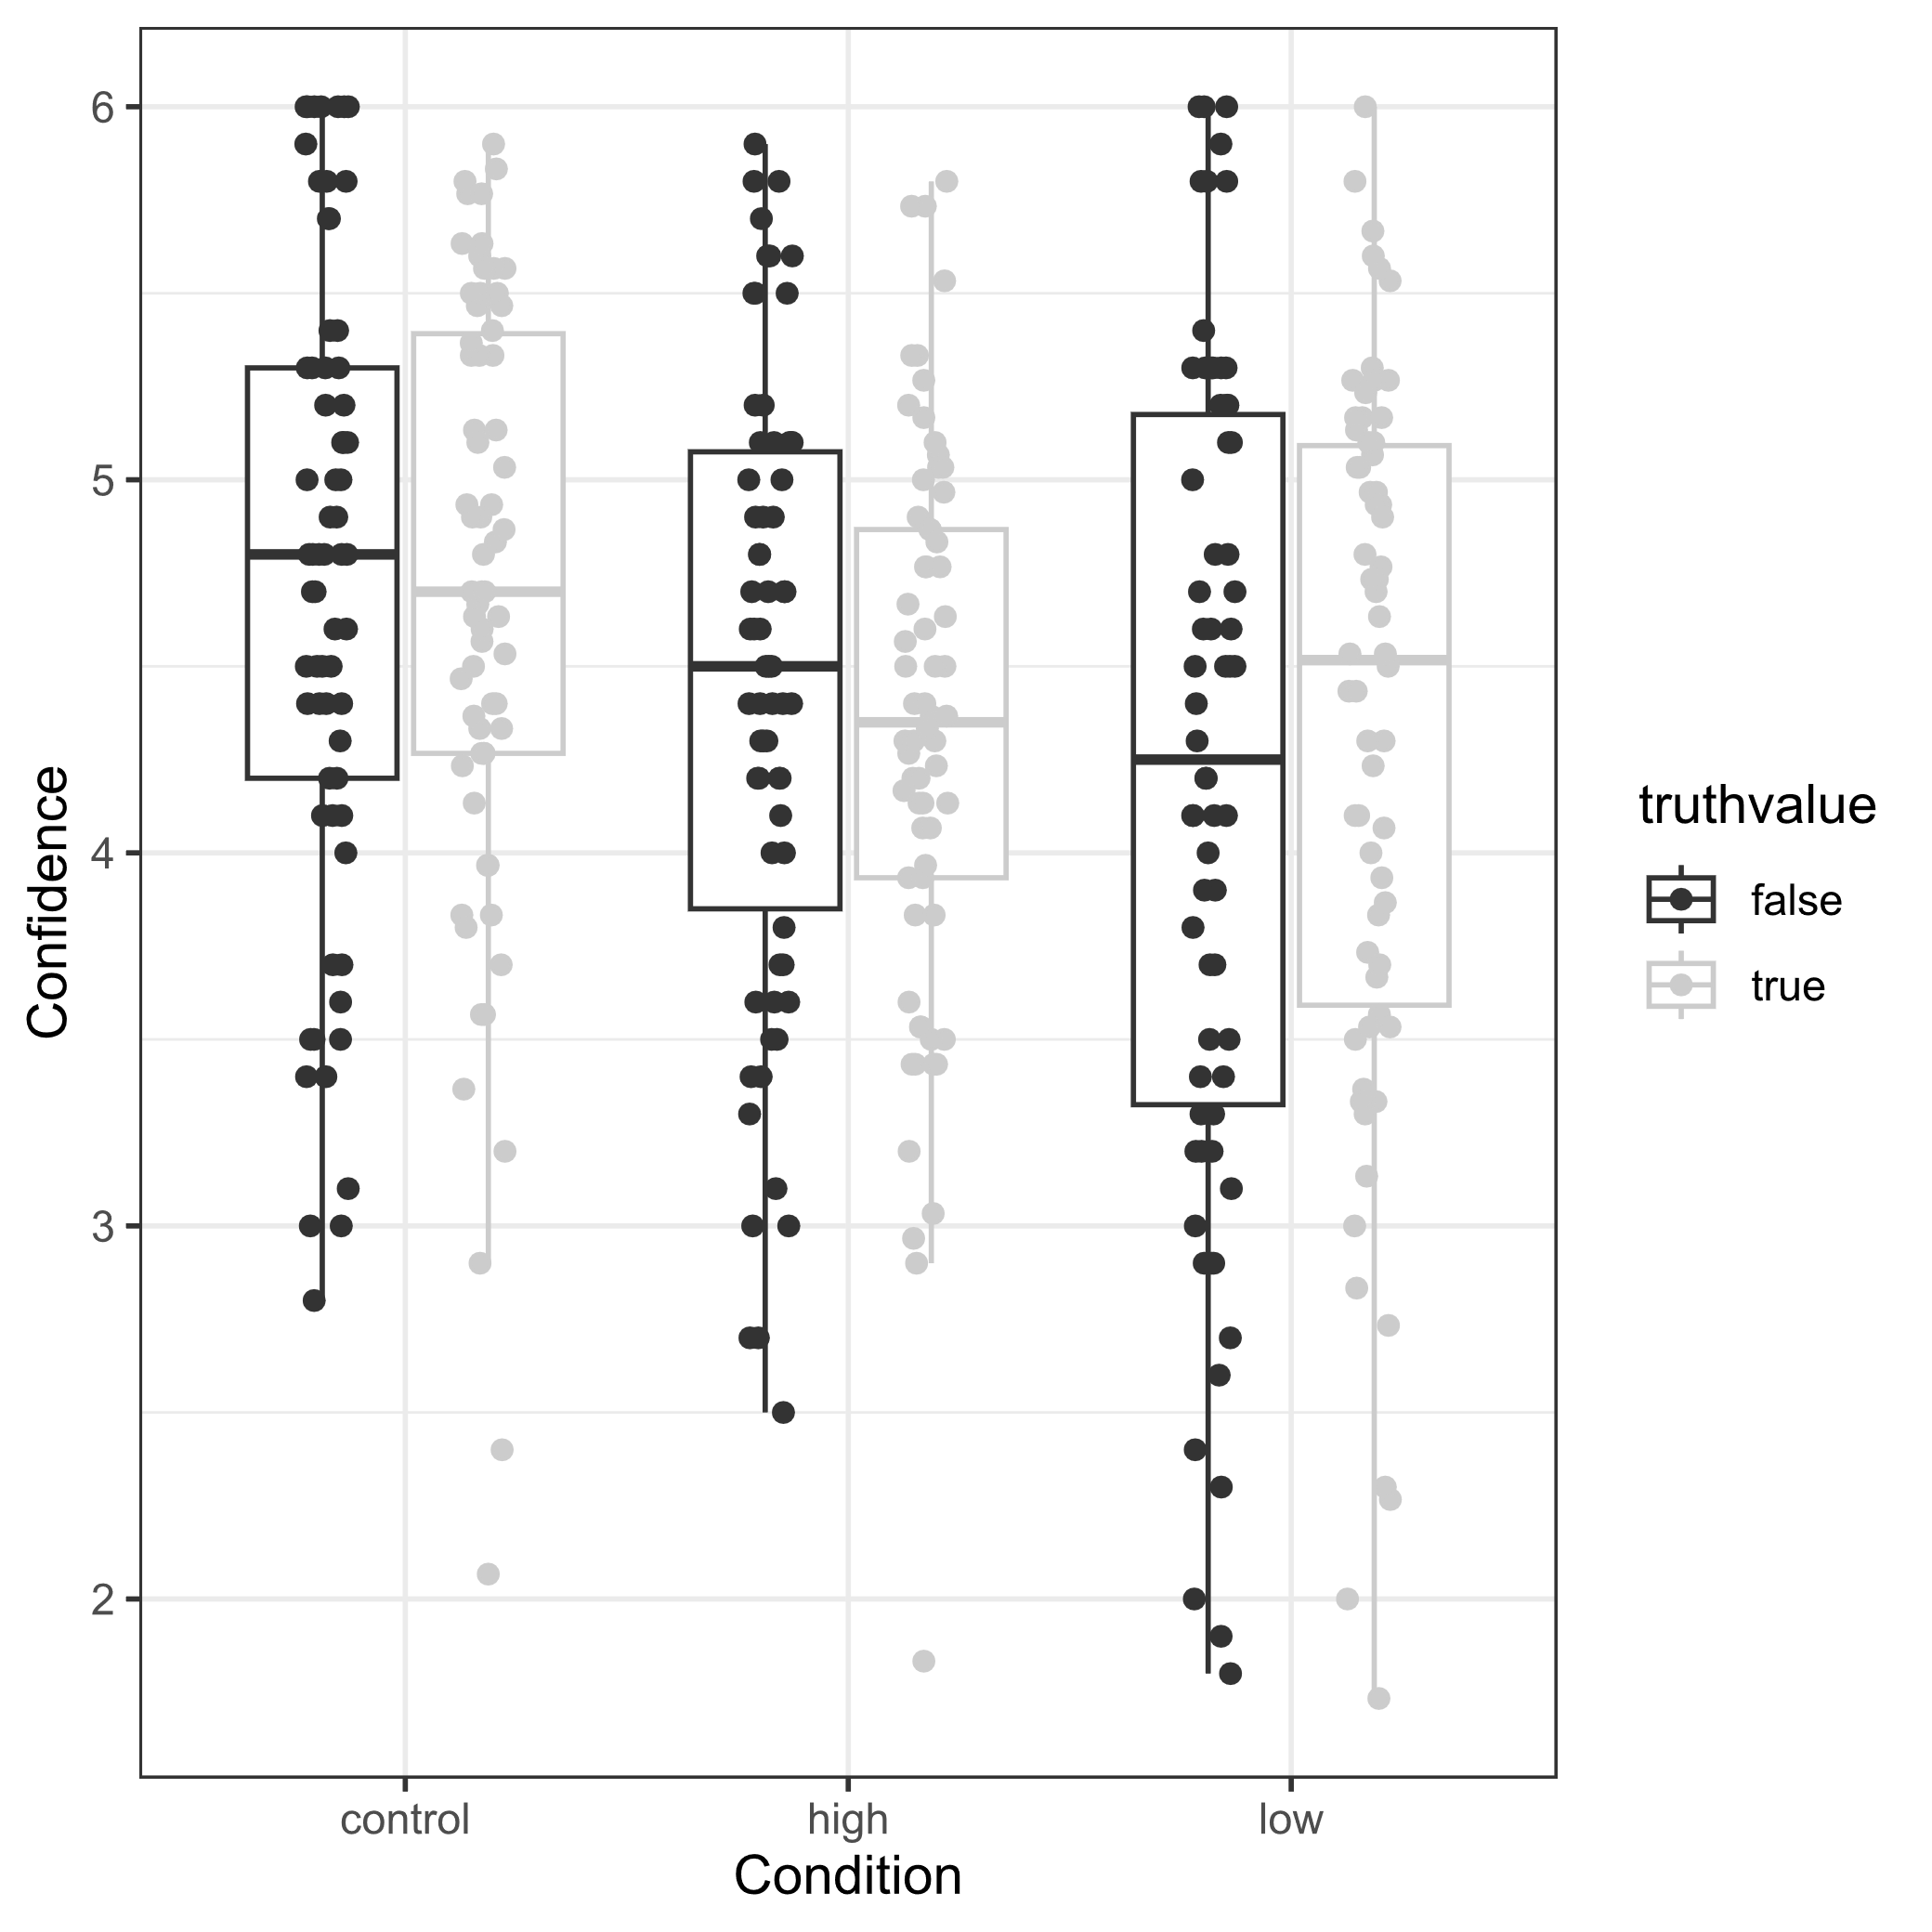 6
5
4
3
2
Confidence
control
high
low
Condition
truthvalue
false
true